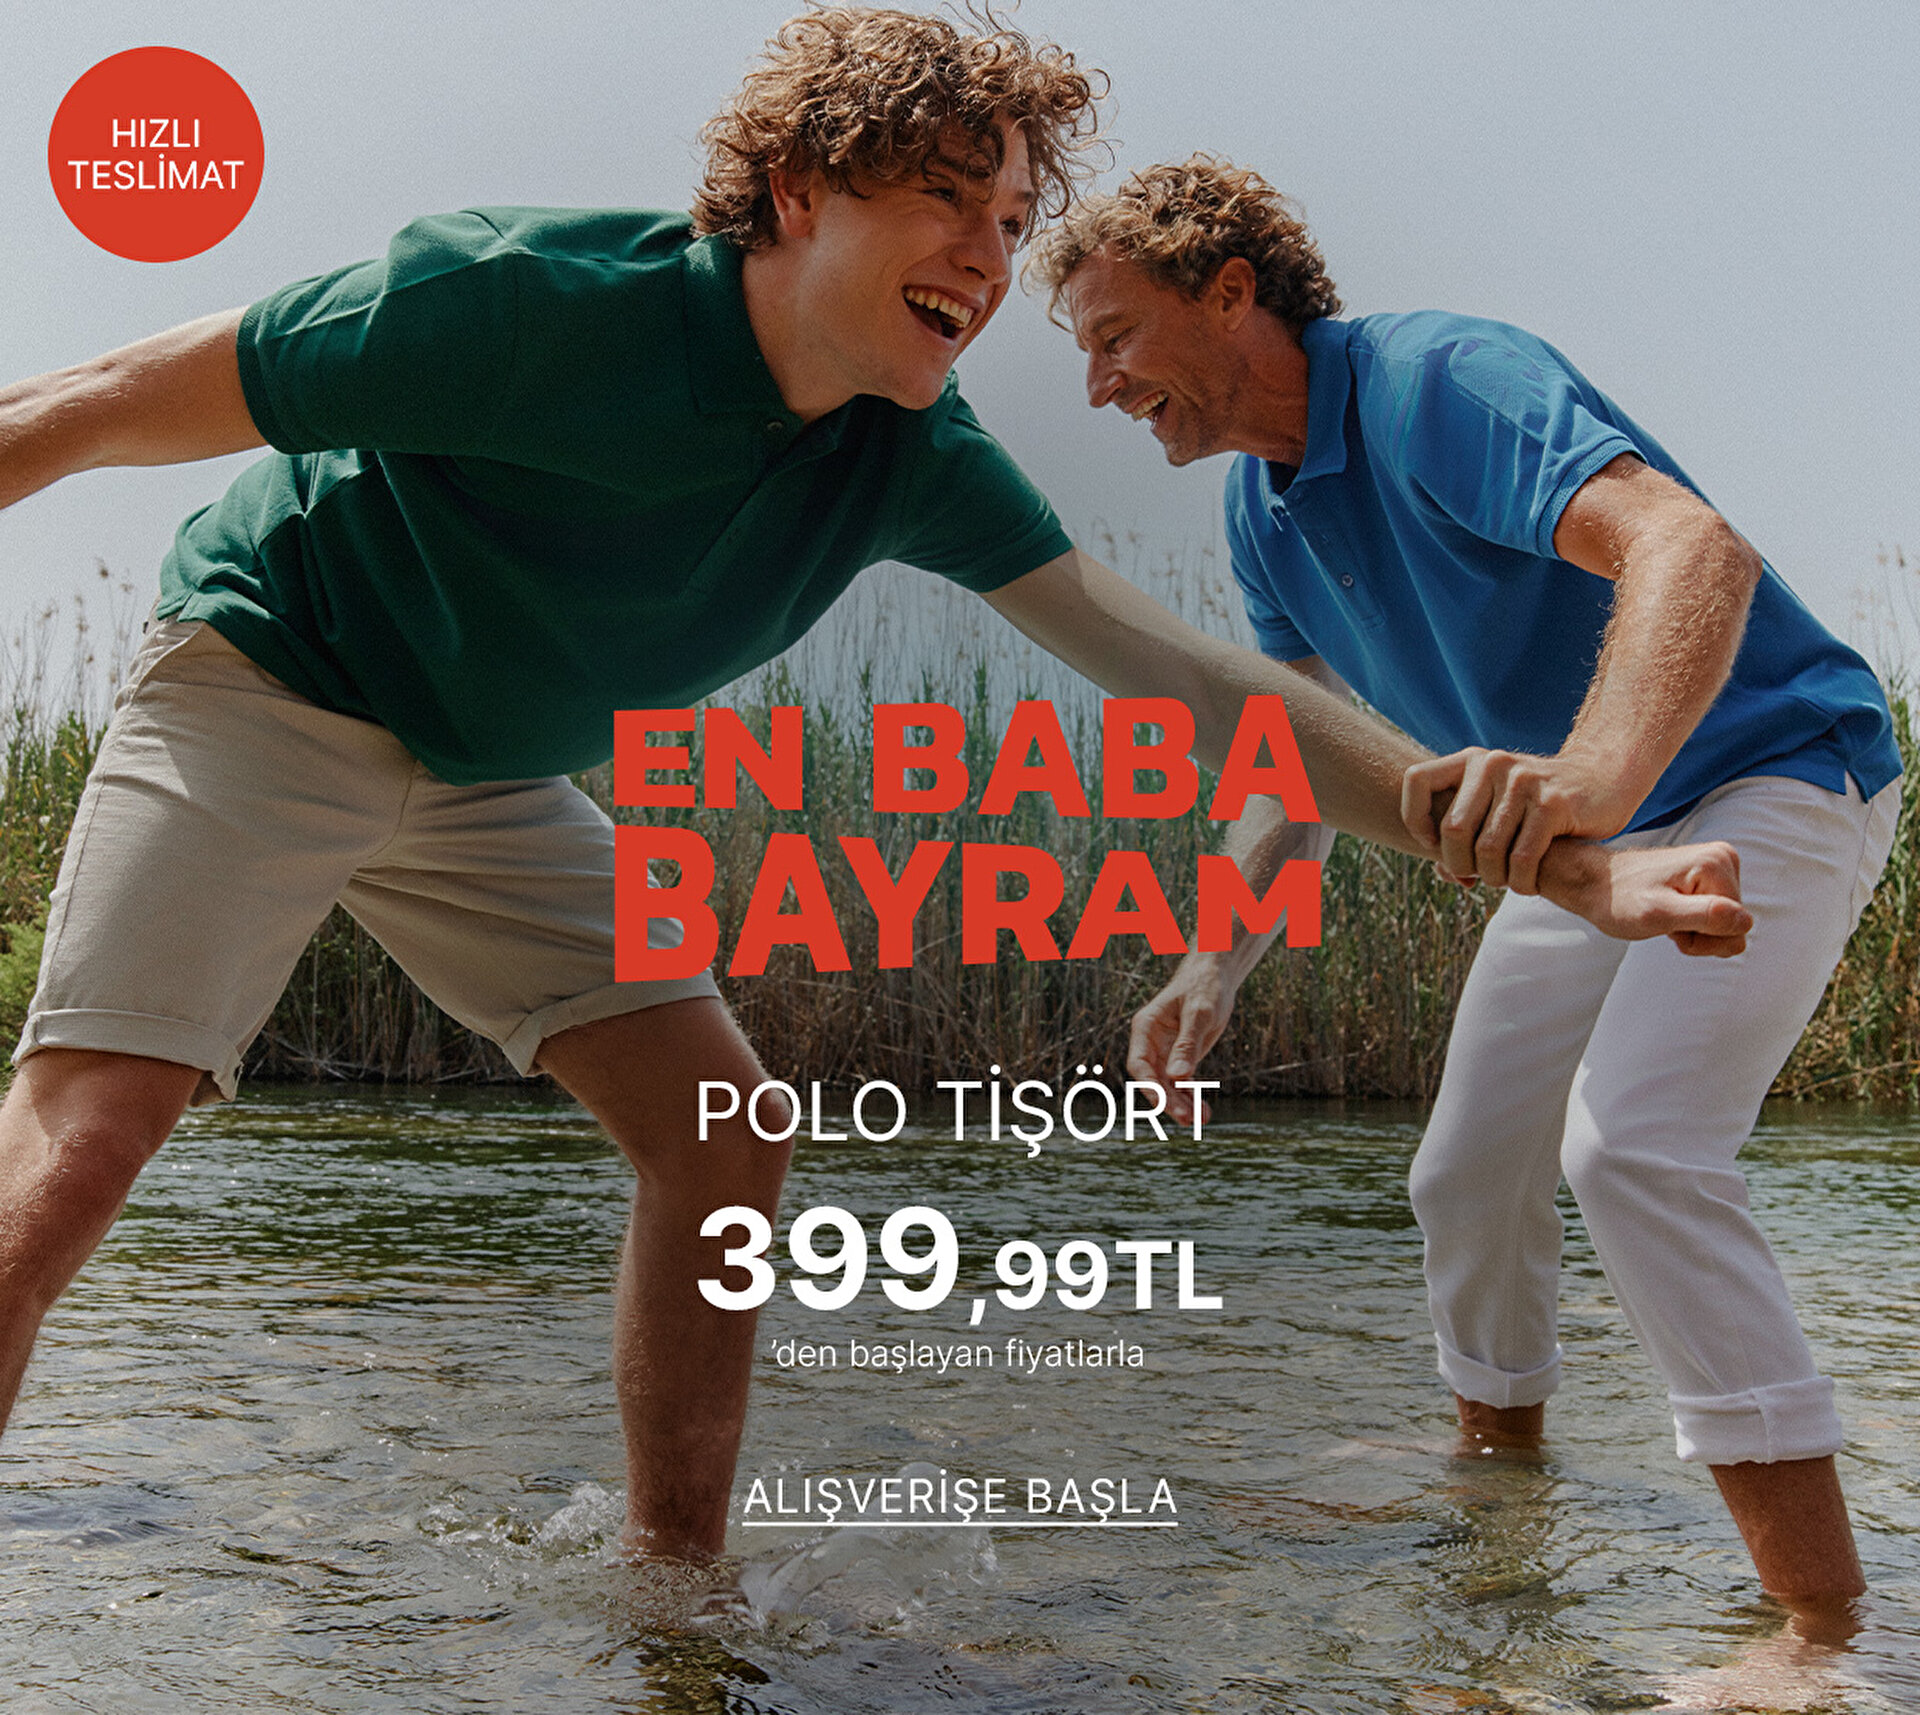 HIZLI
TESLİMAT
EN BABA
BAYRAM
POLO TİŞÖRT
399,99TL
'den başlayan fiyatlarla
ALIŞVERİŞE BAŞLA